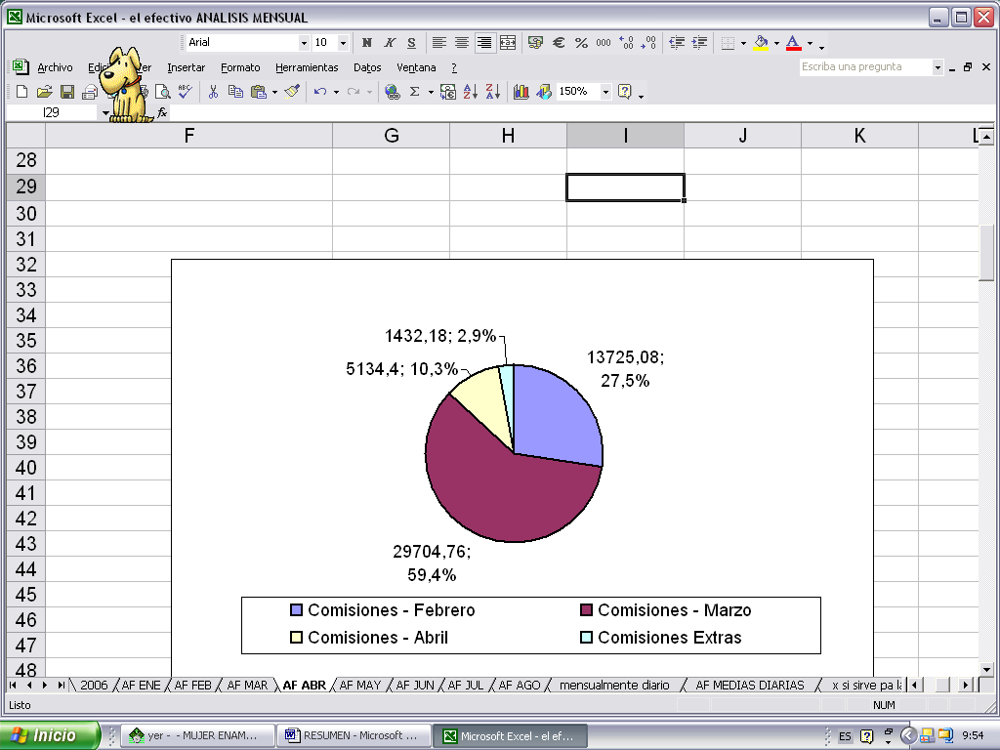 Microsoft Excel - el efectivo ANALISIS MENSUAL
Arial 10 N K S € % 000
Archivo Edic Ver Insertar Formato Herramientas Datos Ventana ?
Escriba una pregunta
150%
I29 fx
F G H I J K L
28
29
30
31
32
33
34
35
36
37
38
39
40
41
42
43
44
45
46
47
48
1432,18; 2,9%
13725,08;
27,5%
5134,4; 10,3%
29704,76;
59,4%
Comisiones - Febrero
Comisiones - Marzo
Comisiones - Abril
Comisiones Extras
2006 AF ENE AF FEB AF MAR AF ABR AF MAY AF JUN AF JUL AF AGO mensualmente diario AF MEDIAS DIARIAS x si sirve pa la
Listo
NUM
Inicio
yer - - MUJER ENAM...
RESUMEN - Microsoft ...
Microsoft Excel - el ef...
ES
9:54